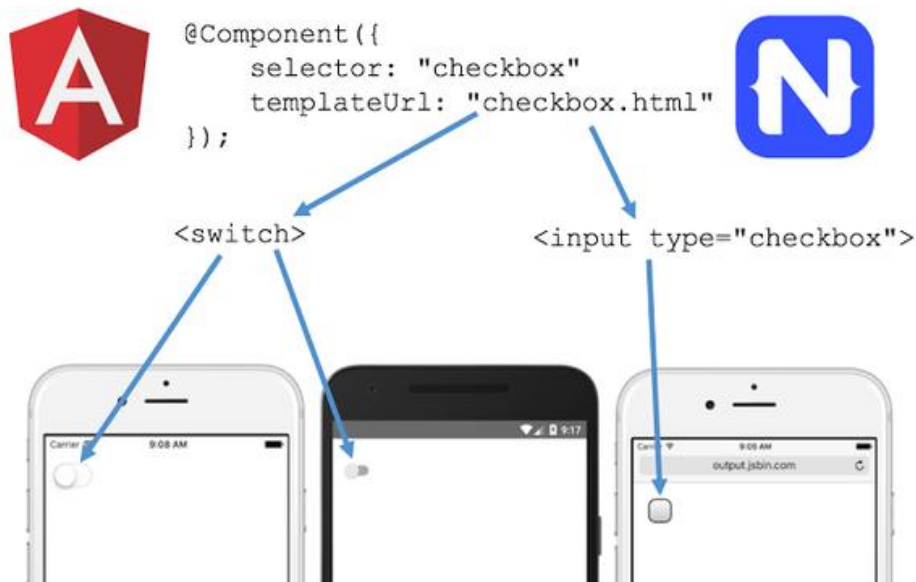 @Component({
selector: "checkbox"
templateUrl: "checkbox.html"
});
<switch>
<input type="checkbox">
Carrier
9:08 AM
9:17
Carrier
9:05 AM
output.jsbin.com
A
N